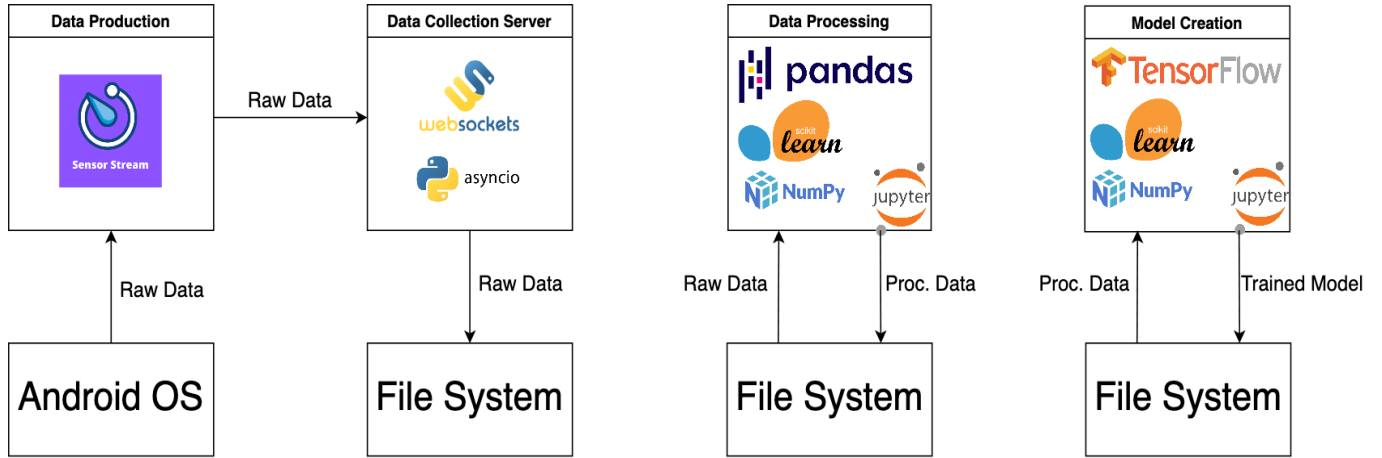 Data Production
Data Collection Server
Data Processing
Model Creation
Sensor Stream
Raw Data
websockets
asyncio
pandas
scikit
learn
NumPy
jupyter
TensorFlow
scikit
learn
NumPy
jupyter
Raw Data
Raw Data
Raw Data
Proc. Data
Proc. Data
Trained Model
Android OS
File System
File System
File System